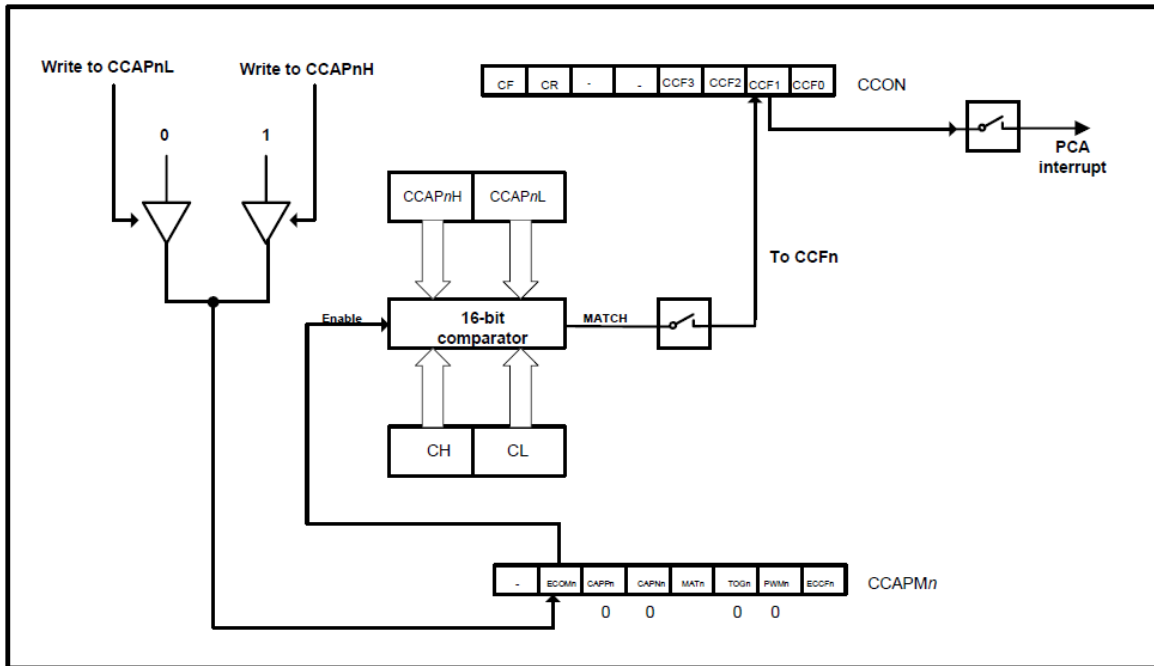 Write to CCAPnL
Write to CCAPnH
CF CR - - CCF3 CCF2 CCF1 CCF0
CCON
0 1
PCA
interrupt
CCAPnH CCAPnL
To CCFn
Enable
16-bit
comparator
MATCH
CH CL
- ECOMn CAPPn CAPNn MATn TOGn PWMn ECCFn
CCAPMn
0 0 0 0